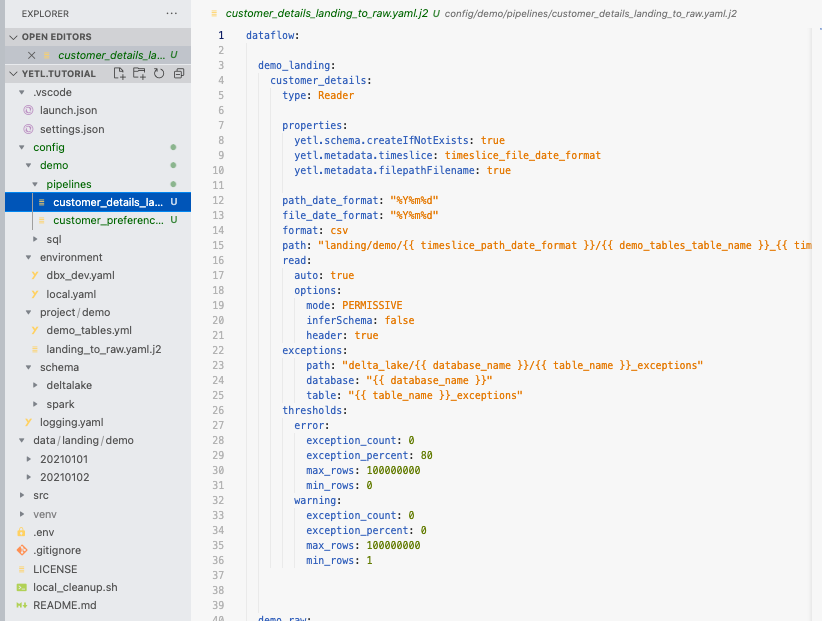 EXPLORER ...
OPEN EDITORS
customer_details_la... U
YETL.TUTORIAL
.vscode
launch.json
settings.json
config
demo
pipelines
customer_details_la... U
customer_preferenc... U
sql
environment
dbx_dev.yaml
local.yaml
project/demo
demo_tables.yml
landing_to_raw.yaml.j2
schema
deltalake
spark
logging.yaml
data/landing/demo
20210101
20210102
src
venv
.env
.gitignore
LICENSE
local_cleanup.sh
README.md
customer_details_landing_to_raw.yaml.j2 U config/demo/pipelines/customer_details_landing_to_raw.yaml.j2
1 dataflow:
2
3 demo_landing:
4 customer_details:
5 type: Reader
6
7 properties:
8 yetl.schema.createIfNotExists: true
9 yetl.metadata.timeslice: timeslice_file_date_format
10 yetl.metadata.filepathFilename: true
11
12 path_date_format: "%Y%m%d"
13 file_date_format: "%Y%m%d"
14 format: csv
15 path: "landing/demo/{{ timeslice_path_date_format }}/{{ demo_tables_table_name }}_{{ tim
16 read:
17 auto: true
18 options:
19 mode: PERMISSIVE
20 inferSchema: false
21 header: true
22 exceptions:
23 path: "delta_lake/{{ database_name }}/{{ table_name }}_exceptions"
24 database: "{{ database_name }}"
25 table: "{{ table_name }}_exceptions"
26 thresholds:
27 error:
28 exception_count: 0
29 exception_percent: 80
30 max_rows: 100000000
31 min_rows: 0
32 warning:
33 exception_count: 0
34 exception_percent: 0
35 max_rows: 100000000
36 min_rows: 1
37
38
39
40 demo_raw: